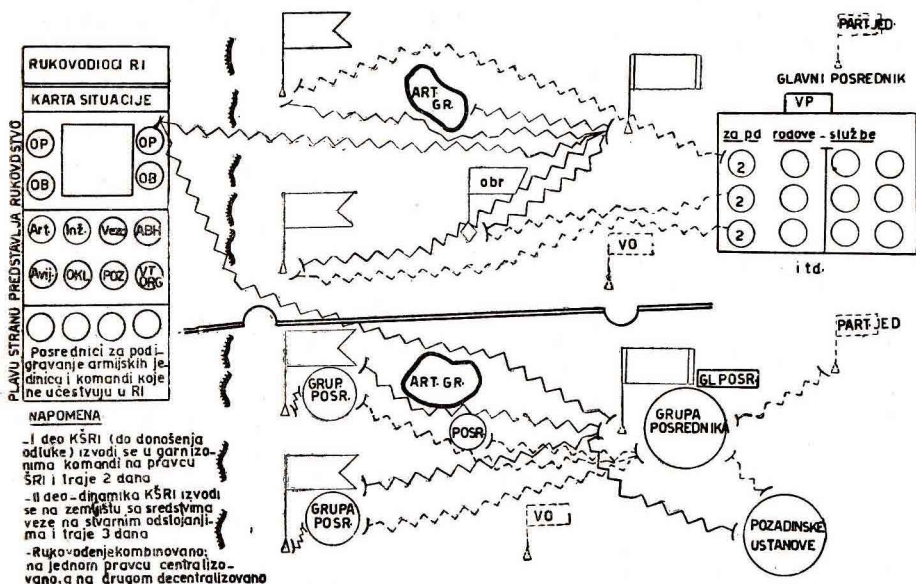 PLAVU STRANU PREDSTAVLJA RUKOVODSTVO
RUKOVODIOCI RI
KARTA SITUACIJE
OP
OP
OB
OB
Art. Inž. Veza ABH
Avij. OKL POZ VT ORG
Posrednici za podi-
gravanje armijskih je-
dinica i komandi koje
ne učestvuju u RI
NAPOMENA
-I deo KŠRI (do donošenja
odluke) izvodi se u garnizo-
nima komandi na pravcu
ŠRI i traje 2 dana
-II deo-dinamika KŠRI izvodi
se na zemljištu sa sredstvima
veze na stvarnim odstojanji-
ma i traje 3 dana
-Rukovođenje kombinovano:
na jednom pravcu centralizo-
vano, a na drugom decentralizovano
ART.
GR.
obr
VO
PART.JED
GLAVNI POSREDNIK
VP
za pd rodove - službe
2
2
2
itd.
GRUP.
POSR.
ART. GR.
POSR.
GRUPA
POSR.
VO
GL POSR.
GRUPA
POSREDNIKA
PART.JED
POZADINSKE
USTANOVE